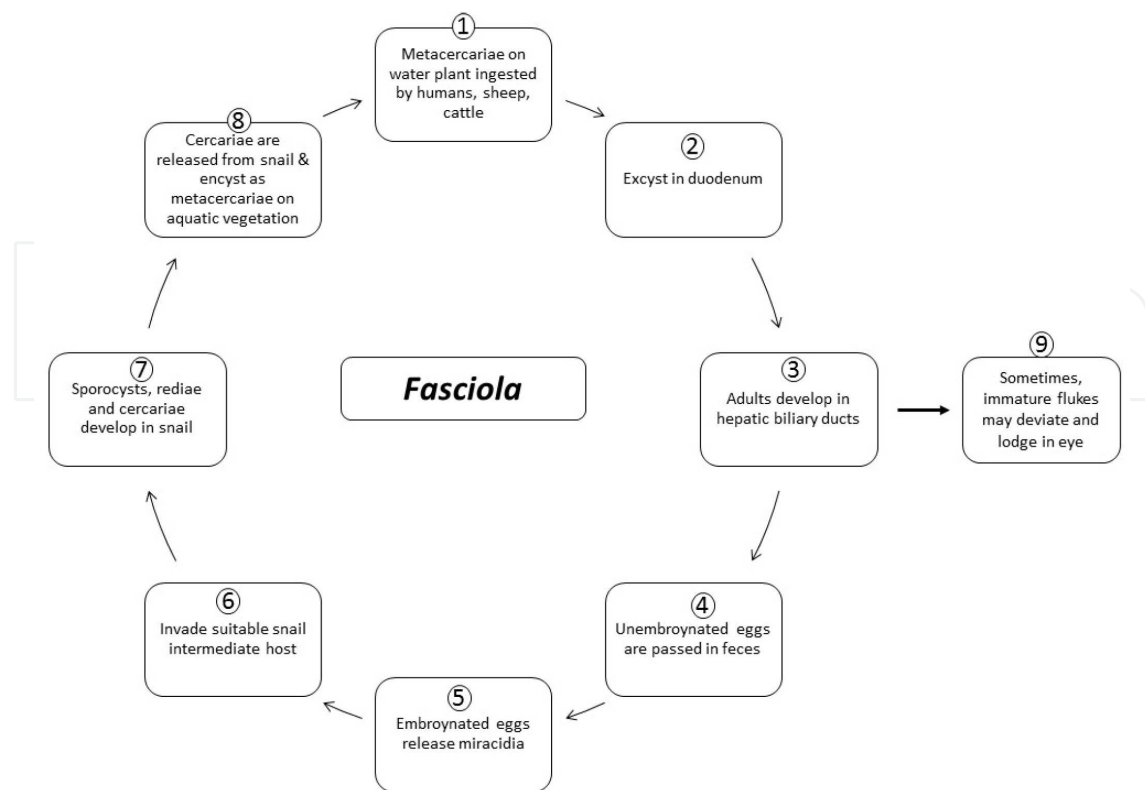 ①
Metacercariae on
water plant ingested
by humans, sheep,
cattle
②
Excyst in duodenum
③
Adults develop in
hepatic biliary ducts
④
Unembroynated eggs
are passed in feces
⑤
Embroynated eggs
release miracidia
⑥
Invade suitable snail
intermediate host
⑦
Sporocysts, rediae
and cercariae
develop in snail
⑧
Cercariae are
released from snail &
encyst as
metacercariae on
aquatic vegetation
⑨
Sometimes,
immature flukes
may deviate and
lodge in eye
Fasciola